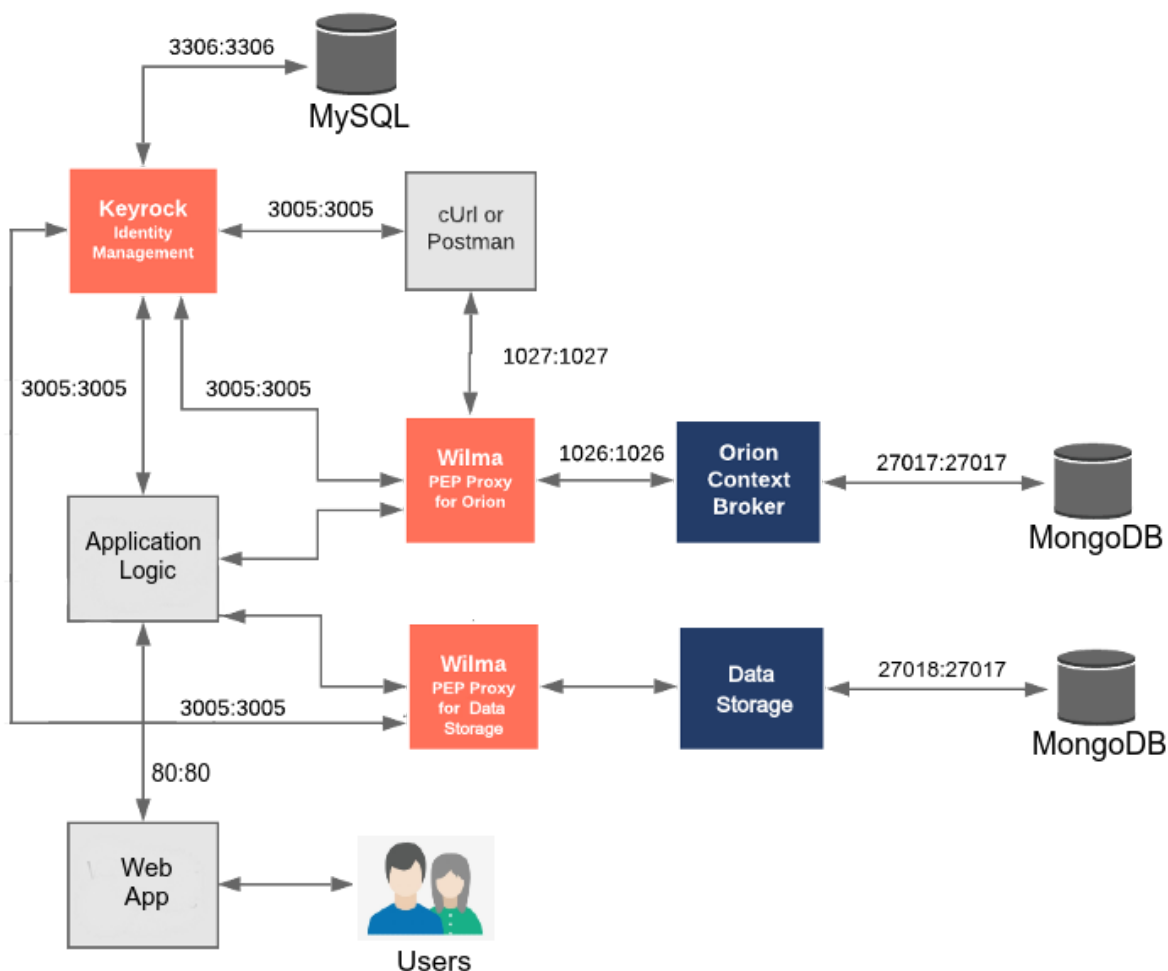 3306:3306
MySQL
Keyrock
Identity
Management
3005:3005
cUrl or
Postman
1027:1027
3005:3005
3005:3005
Wilma
PEP Proxy
for Orion
1026:1026
Orion
Context
Broker
27017:27017
MongoDB
Application
Logic
Wilma
PEP Proxy
for Data
Storage
Data
Storage
27018:27017
MongoDB
3005:3005
80:80
Web
App
Users